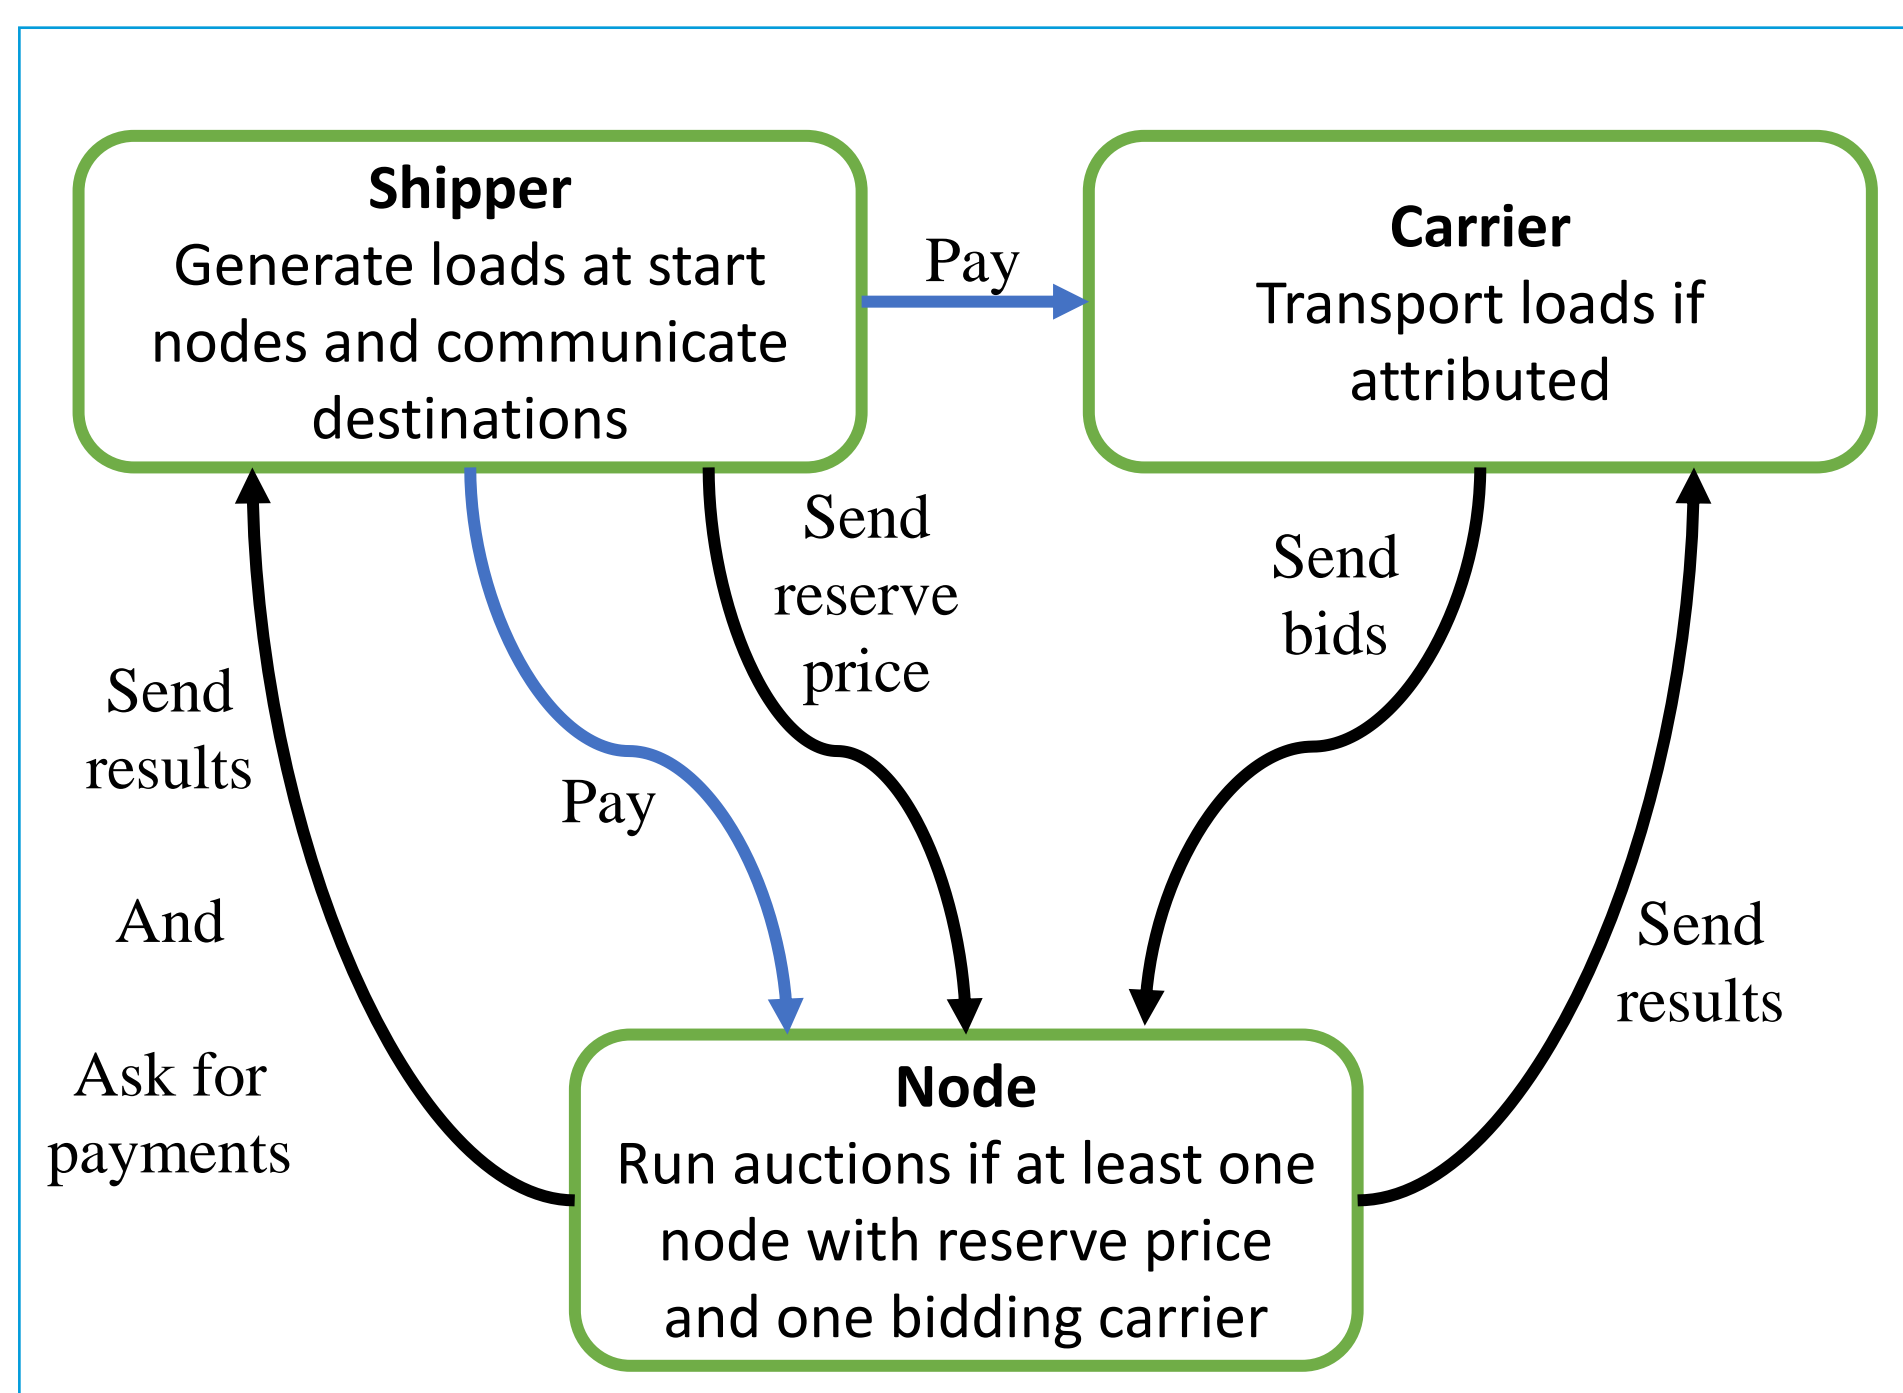 Shipper
Generate loads at start
nodes and communicate
destinations
Pay
Carrier
Transport loads if
attributed
Send
reserve
price
Send
bids
Send
results
And
Ask for
payments
Pay
Send
results
Node
Run auctions if at least one
node with reserve price
and one bidding carrier